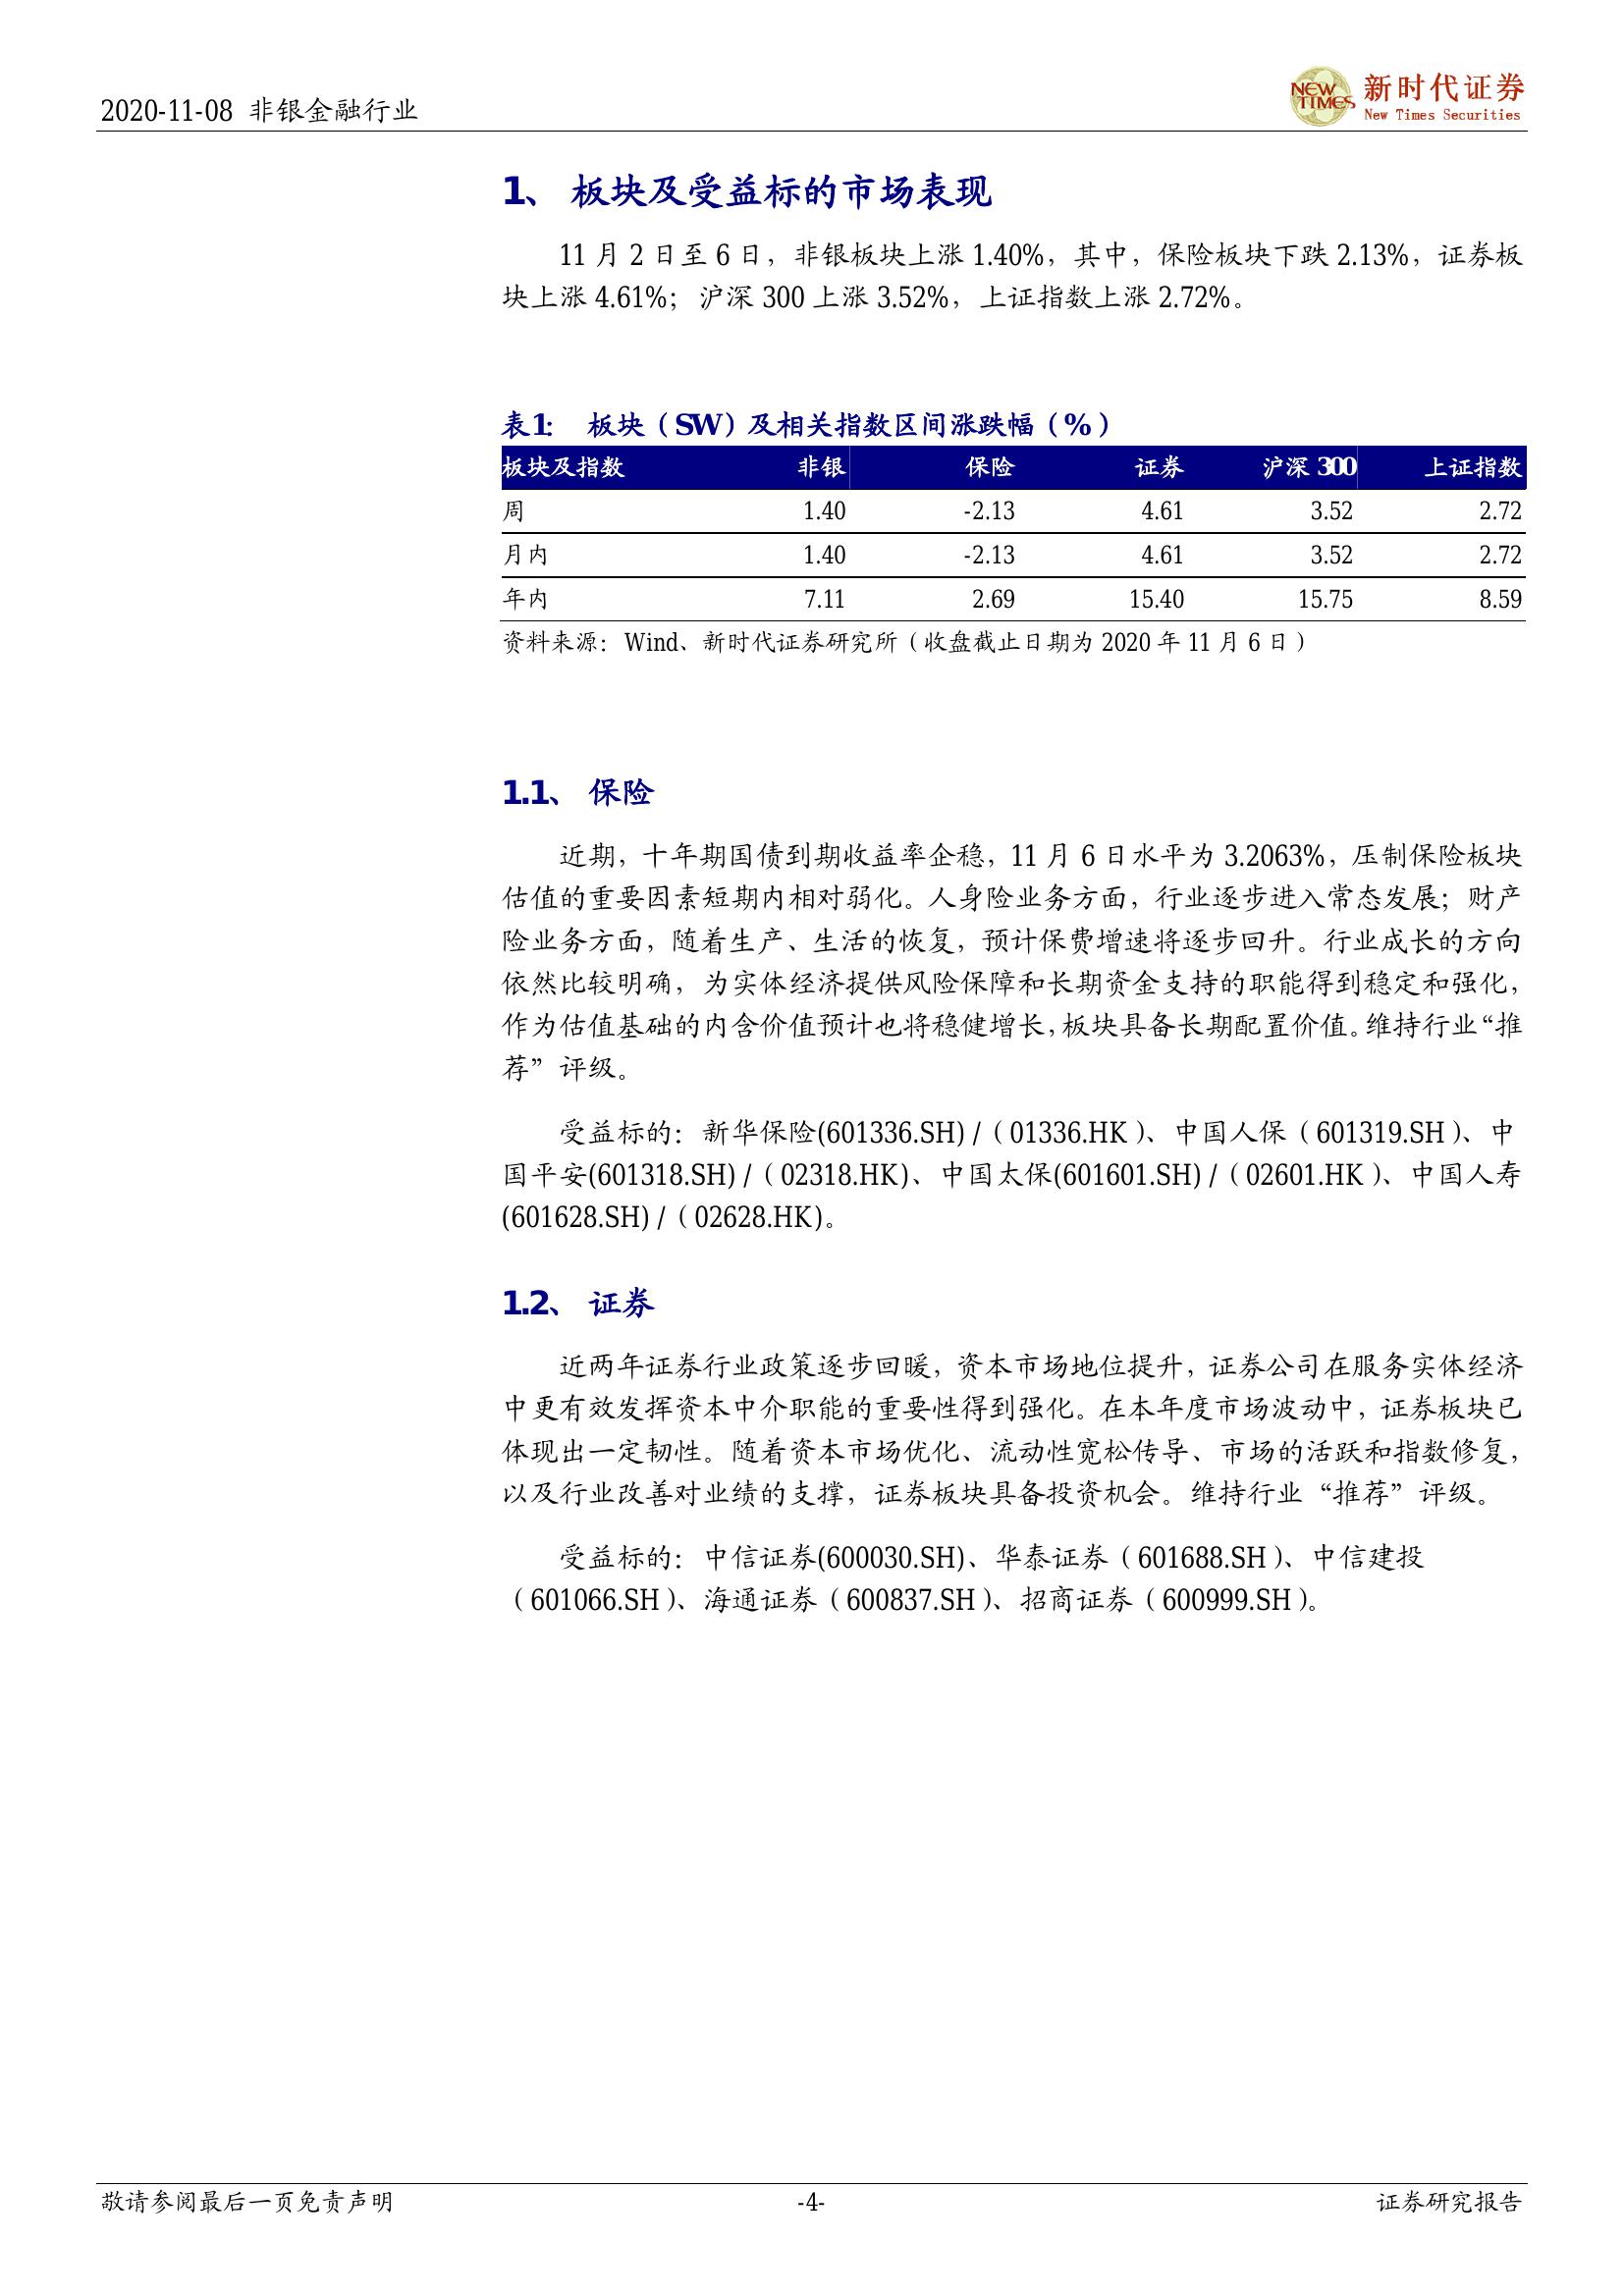 2020-11-08 非银金融行业
NEW TIMES 新时代证券
New Times Securities
1、 板块及受益标的市场表现
11 月 2 日至 6 日，非银板块上涨 1.40%，其中，保险板块下跌 2.13%，证券板
块上涨 4.61%；沪深 300 上涨 3.52%，上证指数上涨 2.72%。
表1： 板块（SW）及相关指数区间涨跌幅（%）
板块及指数 非银 保险 证券 沪深 300 上证指数
周 1.40 -2.13 4.61 3.52 2.72
月内 1.40 -2.13 4.61 3.52 2.72
年内 7.11 2.69 15.40 15.75 8.59
资料来源：Wind、新时代证券研究所（收盘截止日期为 2020 年 11 月 6 日）
1.1、 保险
近期，十年期国债到期收益率企稳，11 月 6 日水平为 3.2063%，压制保险板块
估值的重要因素短期内相对弱化。人身险业务方面，行业逐步进入常态发展；财产
险业务方面，随着生产、生活的恢复，预计保费增速将逐步回升。行业成长的方向
依然比较明确，为实体经济提供风险保障和长期资金支持的职能得到稳定和强化，
作为估值基础的内含价值预计也将稳健增长，板块具备长期配置价值。维持行业“推
荐”评级。
受益标的：新华保险(601336.SH) /（01336.HK）、中国人保（601319.SH）、中
国平安(601318.SH) /（02318.HK)、中国太保(601601.SH) /（02601.HK）、中国人寿
(601628.SH) /（02628.HK)。
1.2、 证券
近两年证券行业政策逐步回暖，资本市场地位提升，证券公司在服务实体经济
中更有效发挥资本中介职能的重要性得到强化。在本年度市场波动中，证券板块已
体现出一定韧性。随着资本市场优化、流动性宽松传导、市场的活跃和指数修复，
以及行业改善对业绩的支撑，证券板块具备投资机会。维持行业“推荐”评级。
受益标的：中信证券(600030.SH)、华泰证券（601688.SH）、中信建投
（601066.SH）、海通证券（600837.SH）、招商证券（600999.SH）。
敬请参阅最后一页免责声明 -4- 证券研究报告